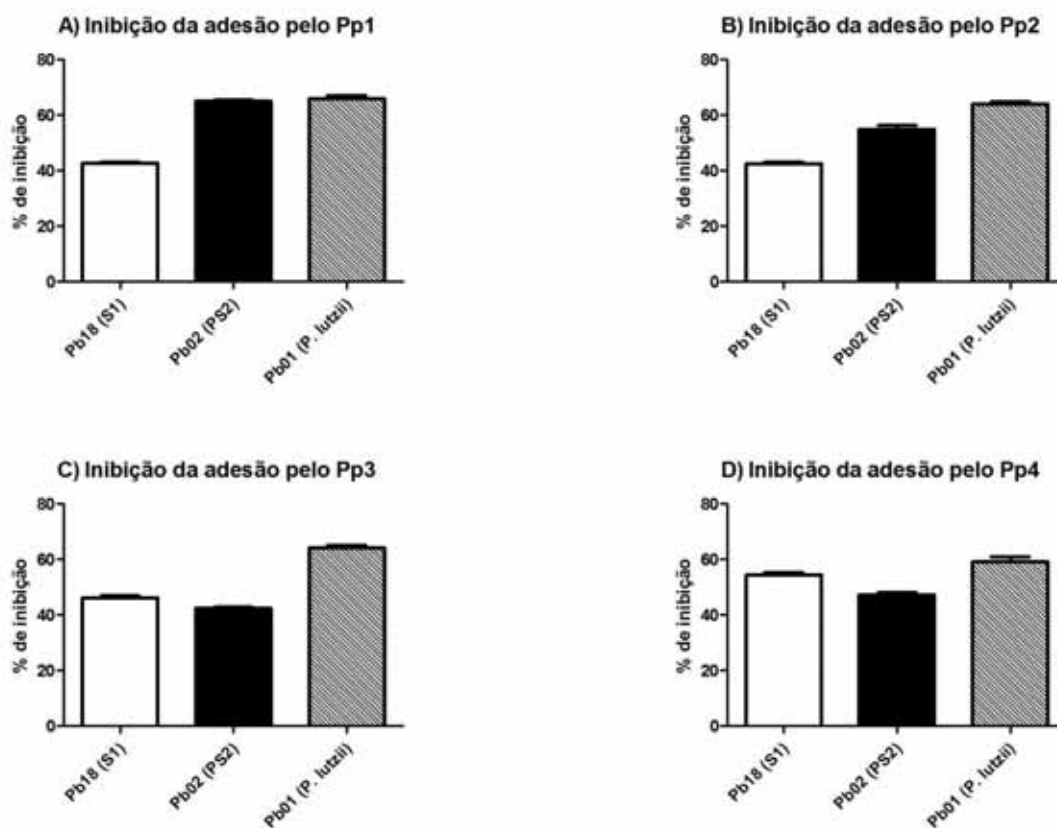 A) Inibição da adesão pelo Pp1
% de inibição
80
60
40
20
0
Pb18 (S1)
Pb02 (PS2)
Pb01 (P. lutzii)
B) Inibição da adesão pelo Pp2
% de inibição
80
60
40
20
0
Pb18 (S1)
Pb02 (PS2)
Pb01 (P. lutzii)
C) Inibição da adesão pelo Pp3
% de inibição
80
60
40
20
0
Pb18 (S1)
Pb02 (PS2)
Pb01 (P. lutzii)
D) Inibição da adesão pelo Pp4
% de inibição
80
60
40
20
0
Pb18 (S1)
Pb02 (PS2)
Pb01 (P. lutzii)